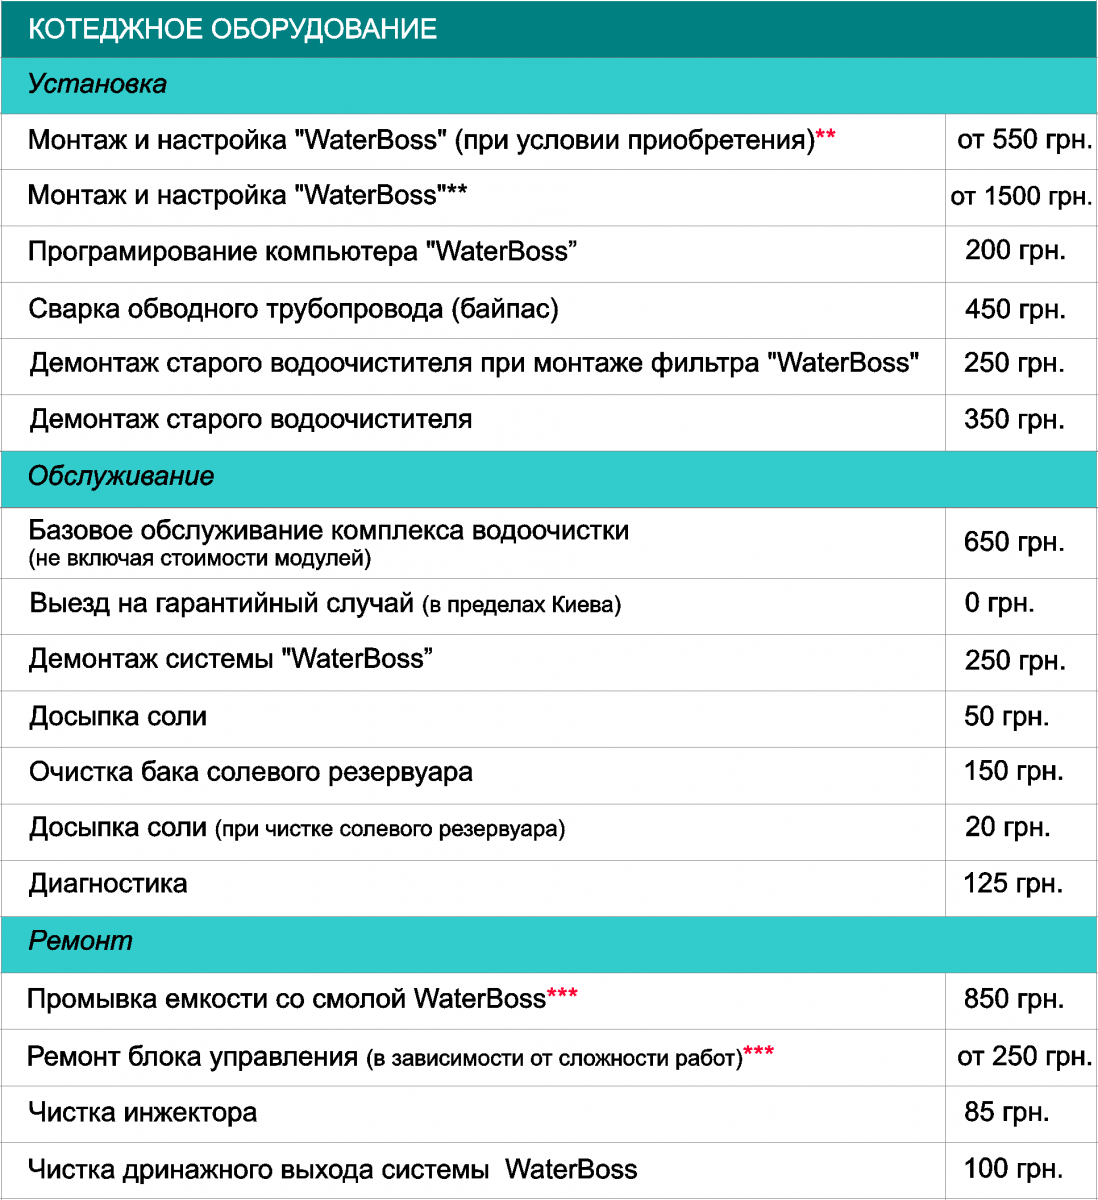 КОТЕДЖНОЕ ОБОРУДОВАНИЕ
Установка
Монтаж и настройка "WaterBoss" (при условии приобретения)** от 550 грн.
Монтаж и настройка "WaterBoss"** от 1500 грн.
Програмирование компьютера "WaterBoss” 200 грн.
Сварка обводного трубопровода (байпас) 450 грн.
Демонтаж старого водоочистителя при монтаже фильтра "WaterBoss" 250 грн.
Демонтаж старого водоочистителя 350 грн.
Обслуживание
Базовое обслуживание комплекса водоочистки 650 грн.
(не включая стоимости модулей)
Выезд на гарантийный случай (в пределах Киева) 0 грн.
Демонтаж системы "WaterBoss” 250 грн.
Досыпка соли 50 грн.
Очистка бака солевого резервуара 150 грн.
Досыпка соли (при чистке солевого резервуара) 20 грн.
Диагностика 125 грн.
Ремонт
Промывка емкости со смолой WaterBoss*** 850 грн.
Ремонт блока управления (в зависимости от сложности работ)*** от 250 грн.
Чистка инжектора 85 грн.
Чистка дринажного выхода системы WaterBoss 100 грн.